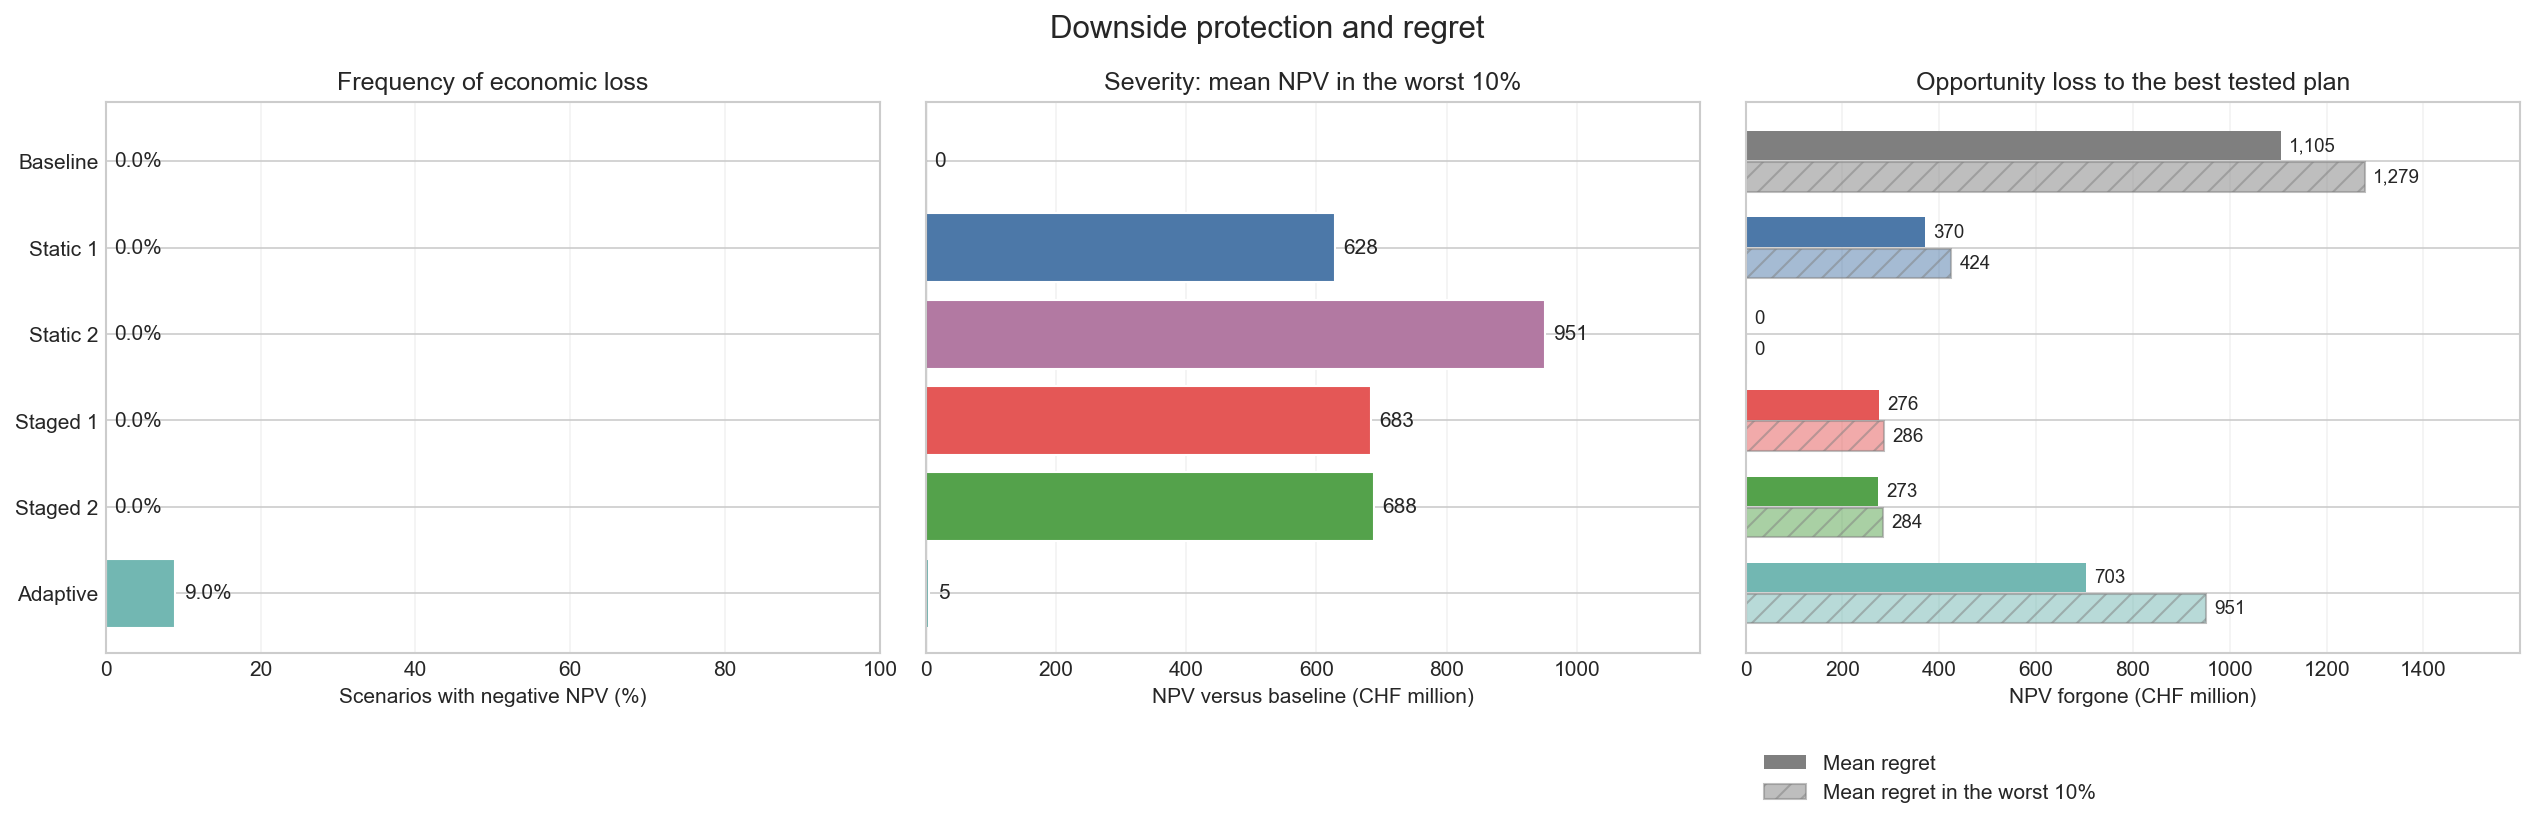 Downside protection and regret
Frequency of economic loss
Baseline
Static 1
Static 2
Staged 1
Staged 2
Adaptive
0.0%
0.0%
0.0%
0.0%
0.0%
9.0%
0 20 40 60 80 100
Scenarios with negative NPV (%)
Severity: mean NPV in the worst 10%
0
628
951
683
688
5
0 200 400 600 800 1000
NPV versus baseline (CHF million)
Opportunity loss to the best tested plan
1,105
1,279
370
424
0
0
276
286
273
284
703
951
0 200 400 600 800 1000 1200 1400
NPV forgone (CHF million)
Mean regret
Mean regret in the worst 10%